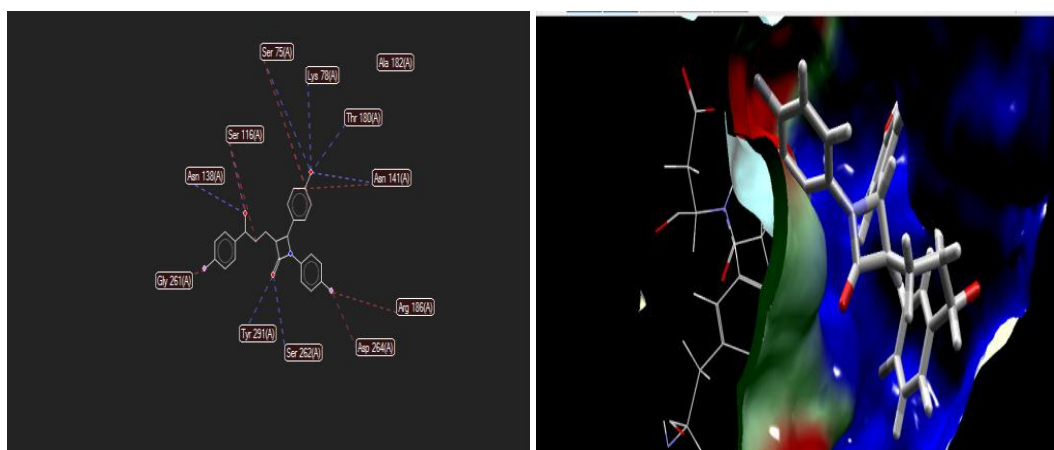 Ser 75(A)
Ala 182(A)
Lys 78(A)
Thr 180(A)
Ser 116(A)
Asn 138(A)
Asn 141(A)
Gly 261(A)
Arg 186(A)
Tyr 291(A)
Ser 262(A)
Asp 264(A)